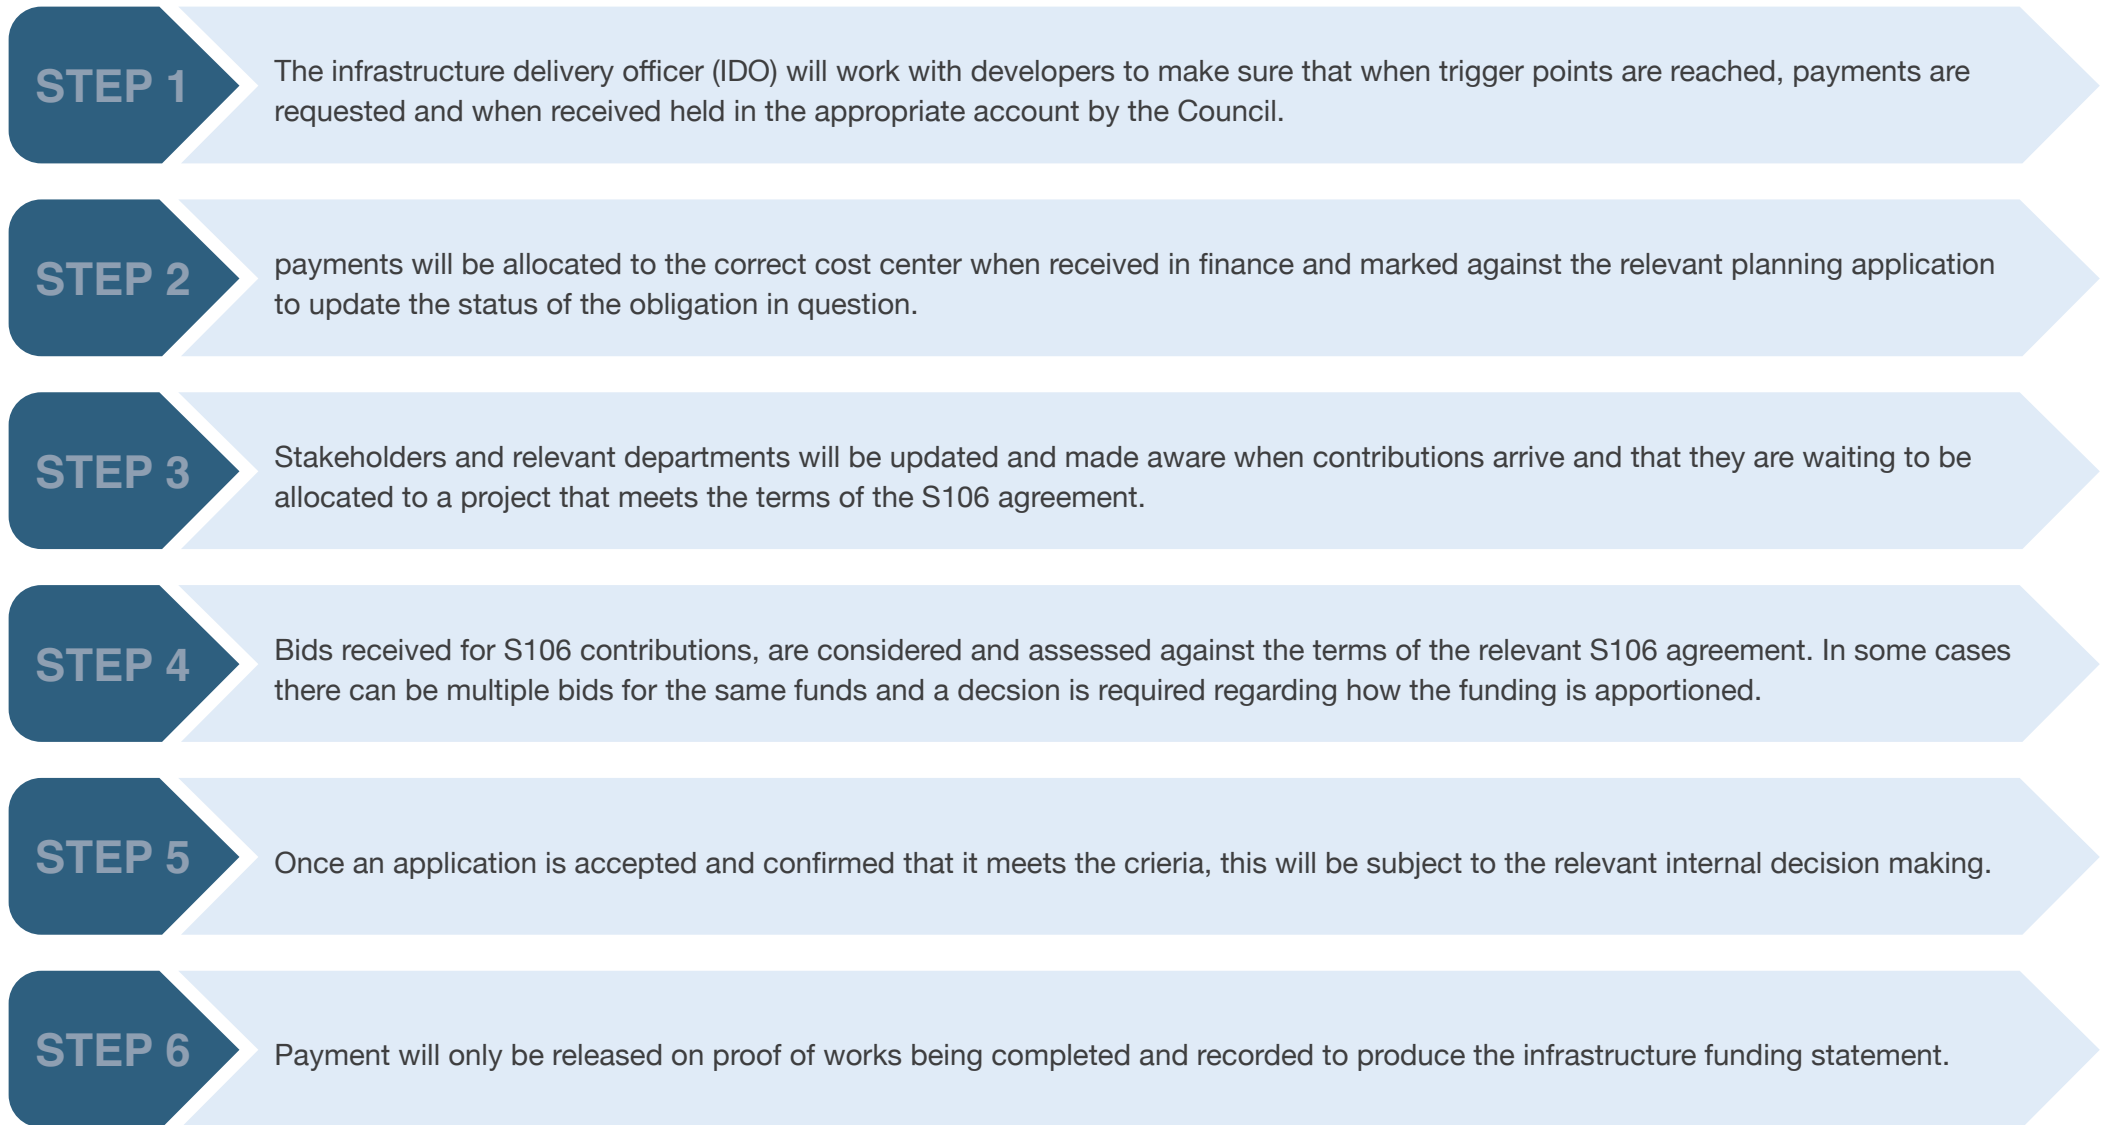 STEP 1
The infrastructure delivery officer (IDO) will work with developers to make sure that when trigger points are reached, payments are
requested and when received held in the appropriate account by the Council.
STEP 2
payments will be allocated to the correct cost center when received in finance and marked against the relevant planning application
to update the status of the obligation in question.
STEP 3
Stakeholders and relevant departments will be updated and made aware when contributions arrive and that they are waiting to be
allocated to a project that meets the terms of the S106 agreement.
STEP 4
Bids received for S106 contributions, are considered and assessed against the terms of the relevant S106 agreement. In some cases
there can be multiple bids for the same funds and a decsion is required regarding how the funding is apportioned.
STEP 5
Once an application is accepted and confirmed that it meets the crieria, this will be subject to the relevant internal decision making.
STEP 6
Payment will only be released on proof of works being completed and recorded to produce the infrastructure funding statement.